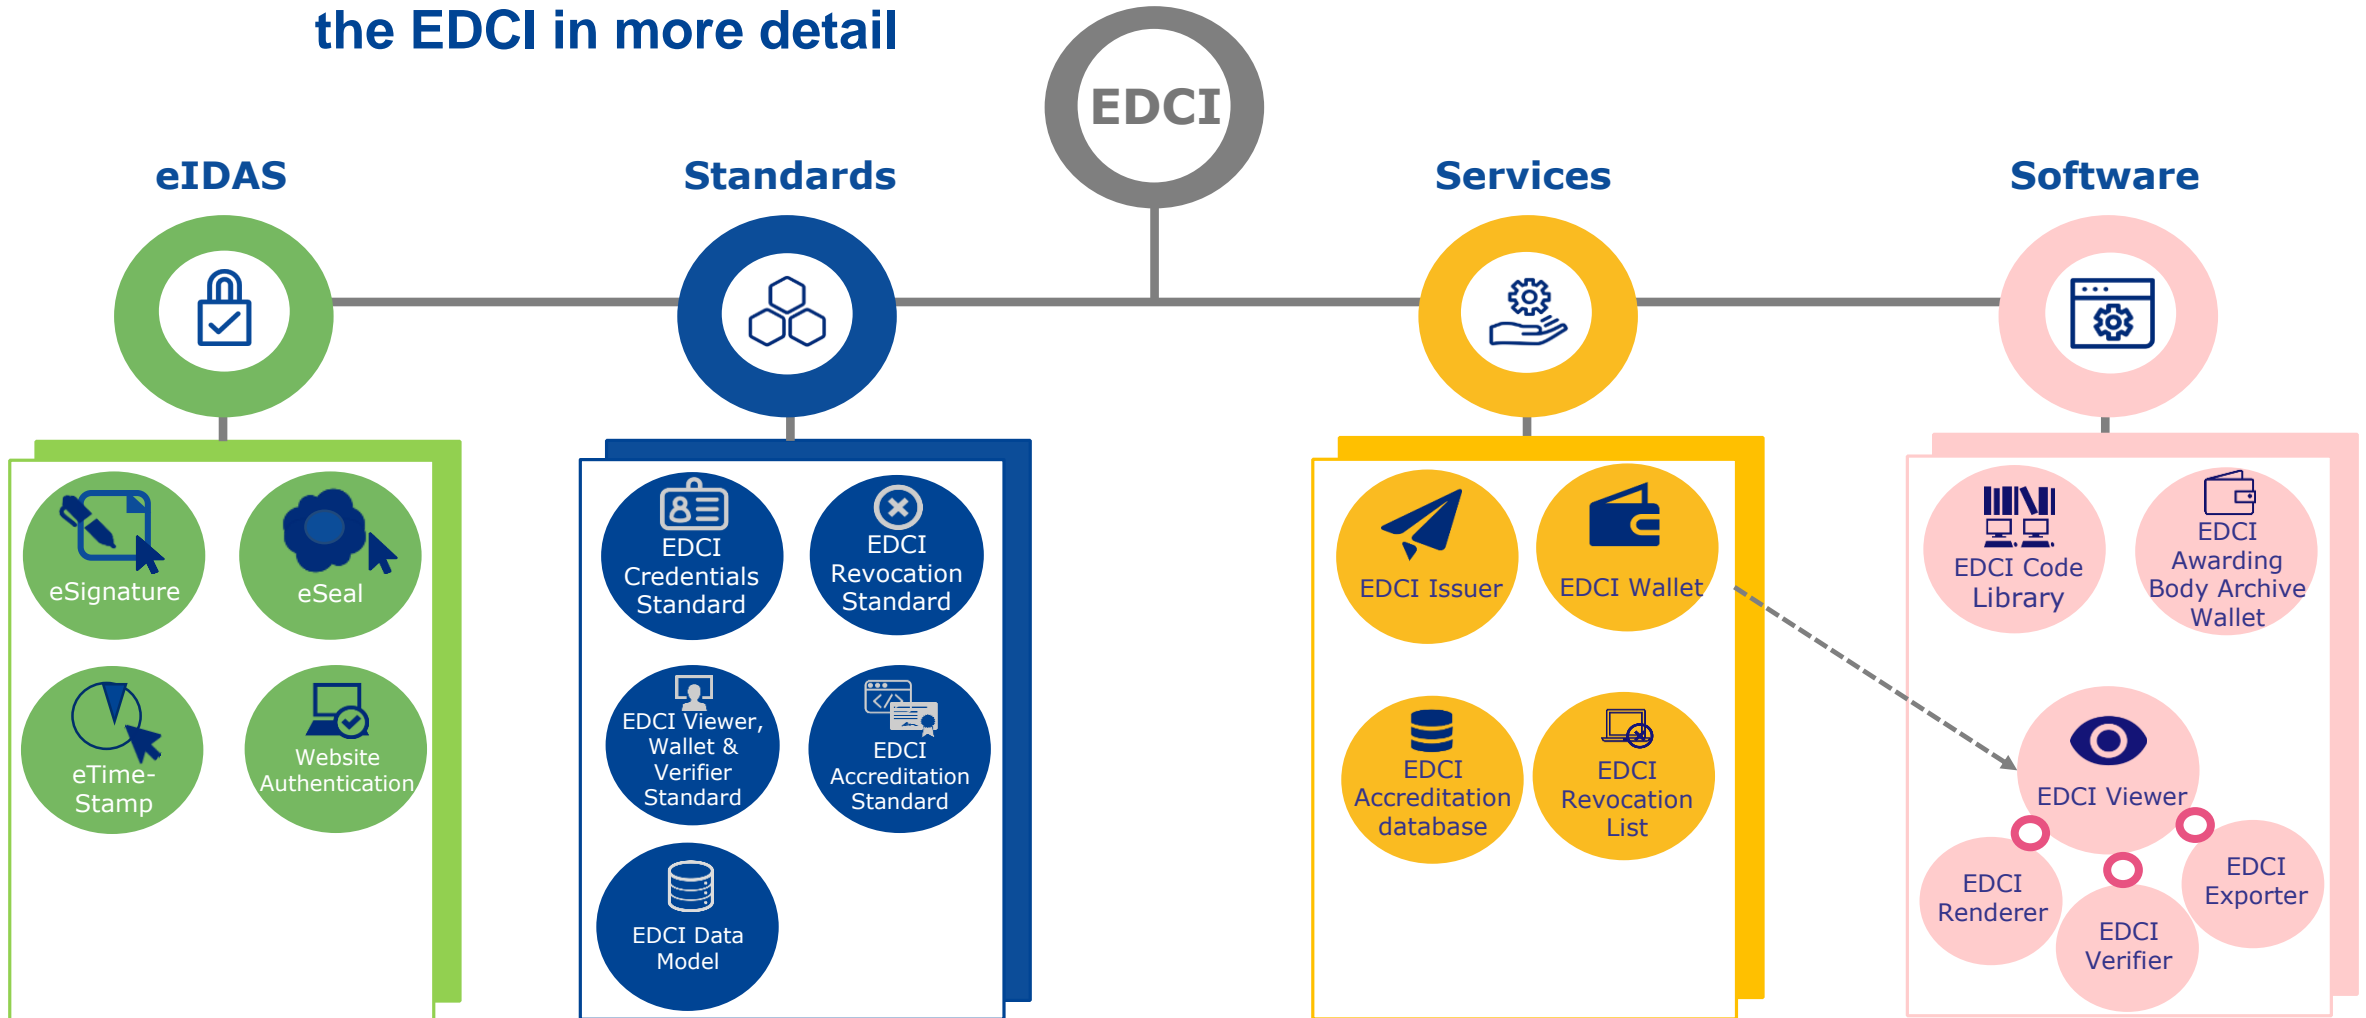 the EDCI in more detail
EDCI
eIDAS
Standards
Services
Software
eSignature
eSeal
eTime-
Stamp
Website
Authentication
EDCI
Credentials
Standard
EDCI
Revocation
Standard
EDCI Viewer,
Wallet &
Verifier
Standard
EDCI
Accreditation
Standard
EDCI Data
Model
EDCI Issuer
EDCI Wallet
EDCI
Accreditation
database
EDCI
Revocation
List
EDCI Code
Library
EDCI
Awarding
Body Archive
Wallet
EDCI Viewer
EDCI
Renderer
EDCI
Verifier
EDCI
Exporter